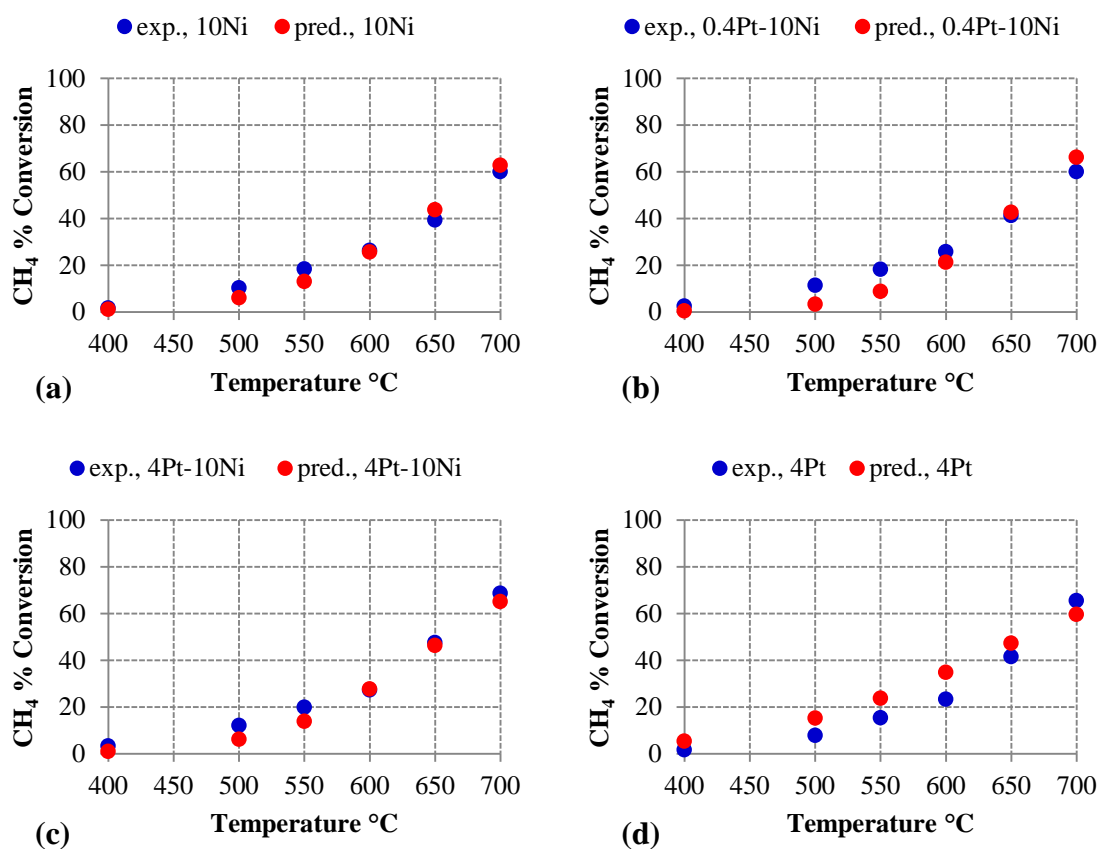 exp., 10Ni pred., 10Ni
100
80
60
40
20
0
CH₄ % Conversion
400 450 500 550 600 650 700
Temperature °C
(a)
exp., 0.4Pt-10Ni pred., 0.4Pt-10Ni
100
80
60
40
20
0
CH₄ % Conversion
400 450 500 550 600 650 700
Temperature °C
(b)
exp., 4Pt-10Ni pred., 4Pt-10Ni
100
80
60
40
20
0
CH₄ % Conversion
400 450 500 550 600 650 700
Temperature °C
(c)
exp., 4Pt pred., 4Pt
100
80
60
40
20
0
CH₄ % Conversion
400 450 500 550 600 650 700
Temperature °C
(d)